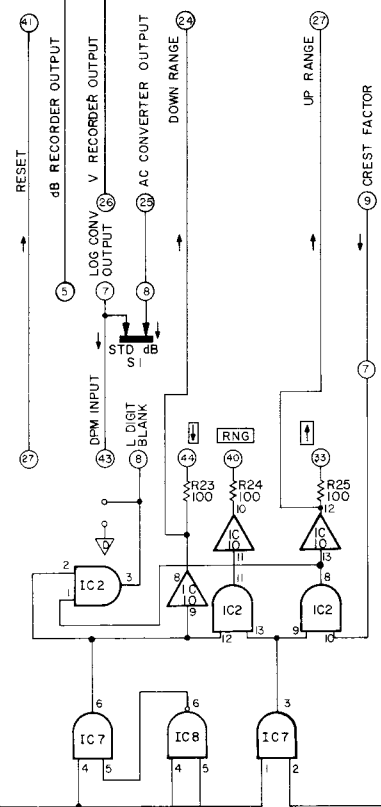 41
24
27
RESET
dB RECORDER OUTPUT
V RECORDER OUTPUT
AC CONVERTER OUTPUT
DOWN RANGE
UP RANGE
CREST FACTOR
9
26
25
LOG CONV
OUTPUT
5
7
8
STD dB
S1
7
DPM INPUT
L DIGIT
BLANK
27
43
8
44
RNG
40
33
R23
100
R24
100
R25
100
10
12
D
IC
10
IC
10
11
13
2
1
IC2
3
8
IC
10
9
11
IC2
12
13
8
IC2
9
10
6
6
3
IC7
IC8
IC7
4
5
4
5
1
2